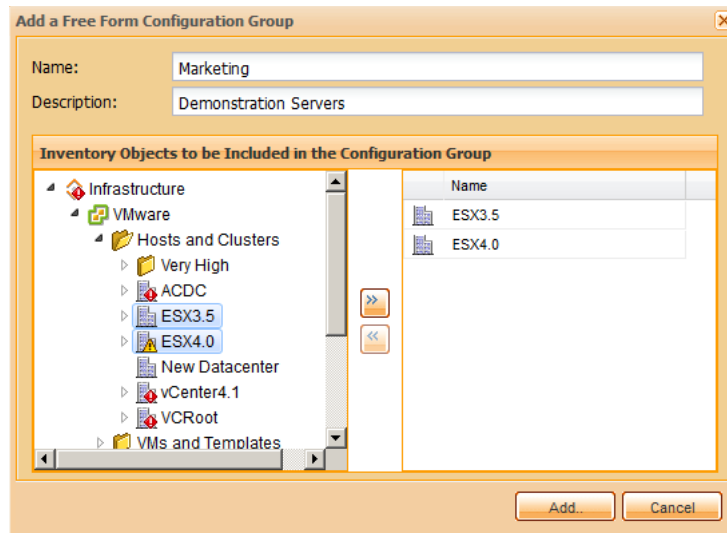 Add a Free Form Configuration Group
Name:
Marketing
Description:
Demonstration Servers
Inventory Objects to be Included in the Configuration Group
Infrastructure
VMware
Hosts and Clusters
Very High
ACDC
ESX3.5
ESX4.0
New Datacenter
vCenter4.1
VCRoot
VMs and Templates
Name
ESX3.5
ESX4.0
Add..
Cancel